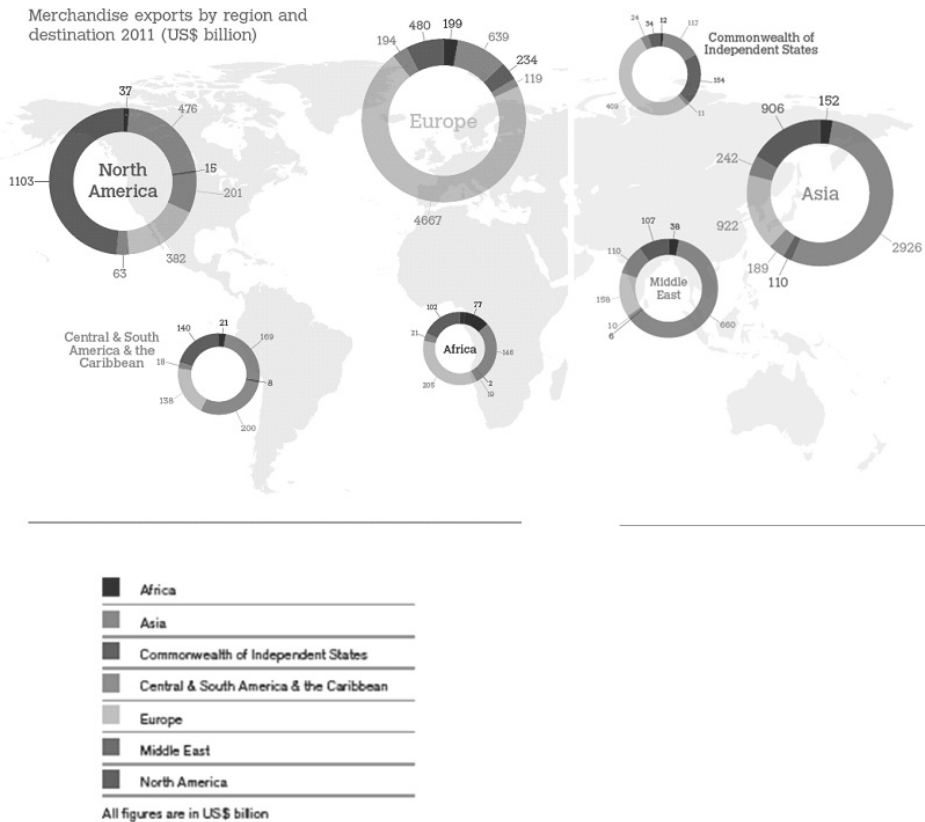 Merchandise exports by region and
destination 2011 (US$ billion)
37
476
15
201
382
63
1103
North
America
199
639
234
119
4667
194
480
Europe
12
117
154
11
409
24
34
Commonwealth of
Independent States
152
2926
110
189
922
242
906
Asia
38
660
6
10
158
110
107
Middle
East
21
169
8
200
138
18
140
Central & South
America & the
Caribbean
77
146
2
19
205
21
102
Africa
Africa
Asia
Commonwealth of Independent States
Central & South America & the Caribbean
Europe
Middle East
North America
All figures are in US$ billion